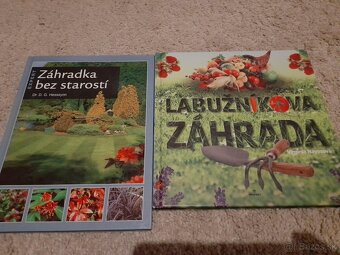 Záhradka
bez starostí
Dr. D. G. Hessayon
LABUŽNÍKOVA
ZÁHRADA